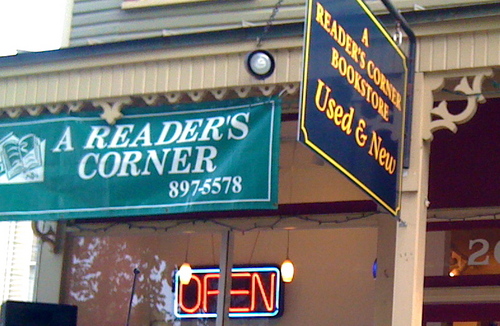 A READER'S
CORNER
897-5578
A
READER'S CORNER
BOOKSTORE
Used & New
OPEN